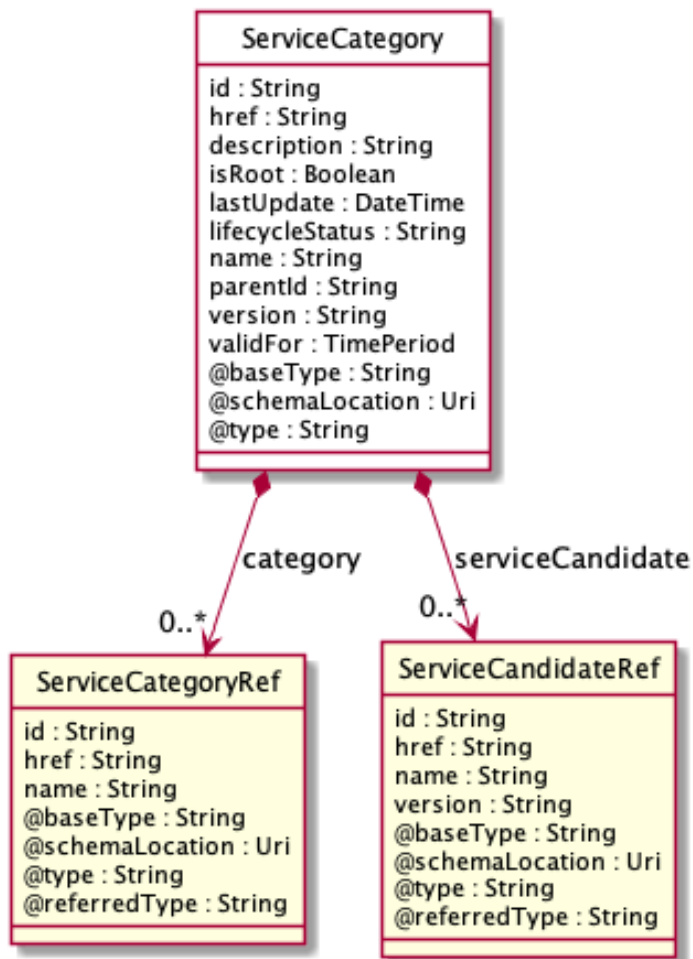 ServiceCategory
id : String
href : String
description : String
isRoot : Boolean
lastUpdate : DateTime
lifecycleStatus : String
name : String
parentId : String
version : String
validFor : TimePeriod
@baseType : String
@schemaLocation : Uri
@type : String
category
serviceCandidate
0..*
0..*
ServiceCategoryRef
id : String
href : String
name : String
@baseType : String
@schemaLocation : Uri
@type : String
@referredType : String
ServiceCandidateRef
id : String
href : String
name : String
version : String
@baseType : String
@schemaLocation : Uri
@type : String
@referredType : String